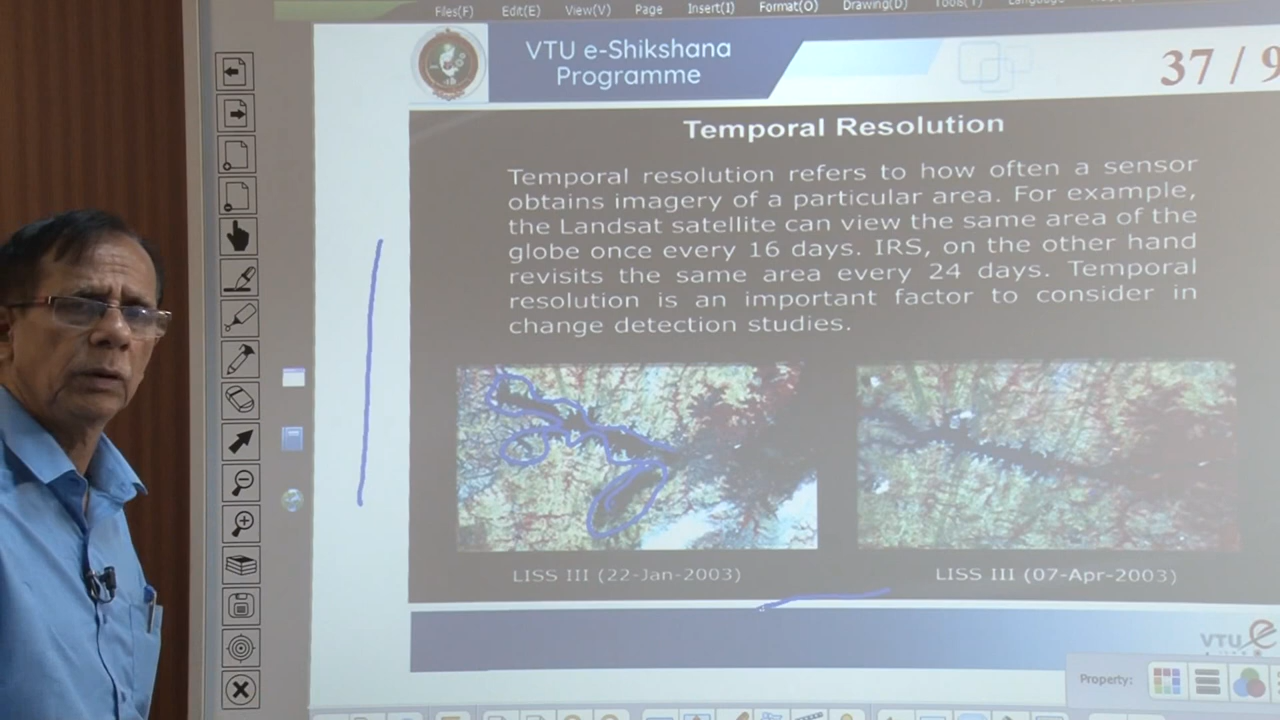 Files(F) Edit(E) View(V) Page Insert(I) Format(O) Drawing(D)
VTU e-Shikshana
Programme
37 / 9
Temporal Resolution
Temporal resolution refers to how often a sensor
obtains imagery of a particular area. For example,
the Landsat satellite can view the same area of the
globe once every 16 days. IRS, on the other hand
revisits the same area every 24 days. Temporal
resolution is an important factor to consider in
change detection studies.
LISS III (22-Jan-2003) LISS III (07-Apr-2003)
VTU e
Property: